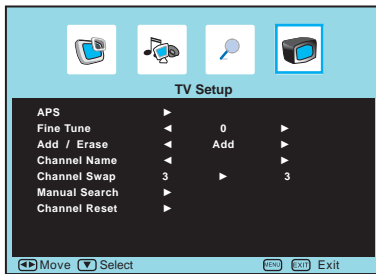 TV Setup
APS ►
Fine Tune ◄ 0 ►
Add / Erase ◄ Add ►
Channel Name ◄ ►
Channel Swap 3 ► 3
Manual Search ►
Channel Reset ►
◄► Move ▼ Select MENU EXIT Exit